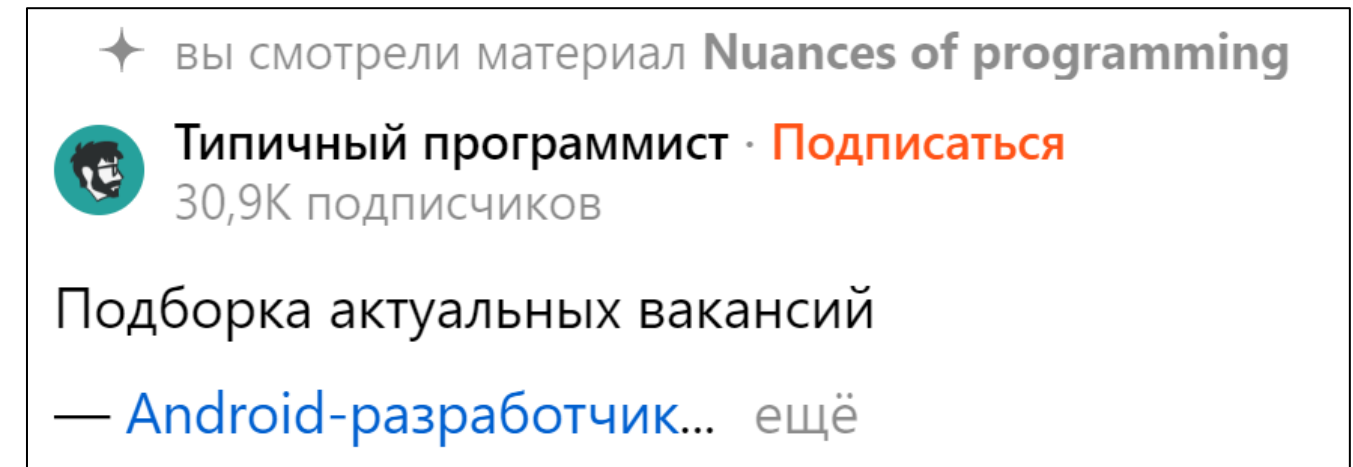 вы смотрели материал Nuances of programming
Типичный программист · Подписаться
30,9K подписчиков
Подборка актуальных вакансий
— Android-разработчик... ещё